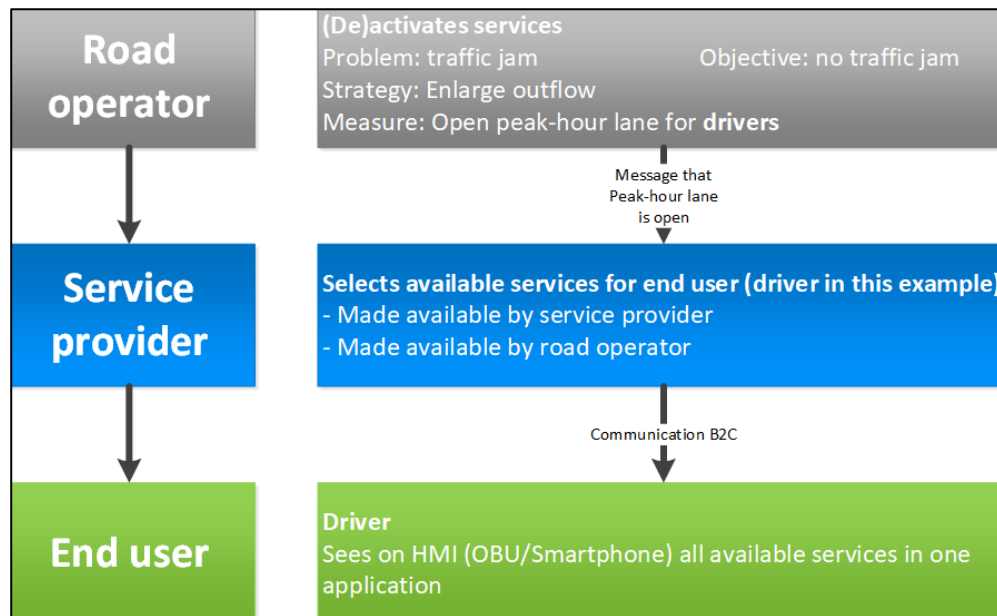 Road
operator
(De)activates services
Problem: traffic jam Objective: no traffic jam
Strategy: Enlarge outflow
Measure: Open peak-hour lane for drivers
Message that
Peak-hour lane
is open
Service
provider
Selects available services for end user (driver in this example)
- Made available by service provider
- Made available by road operator
Communication B2C
End user
Driver
Sees on HMI (OBU/Smartphone) all available services in one
application